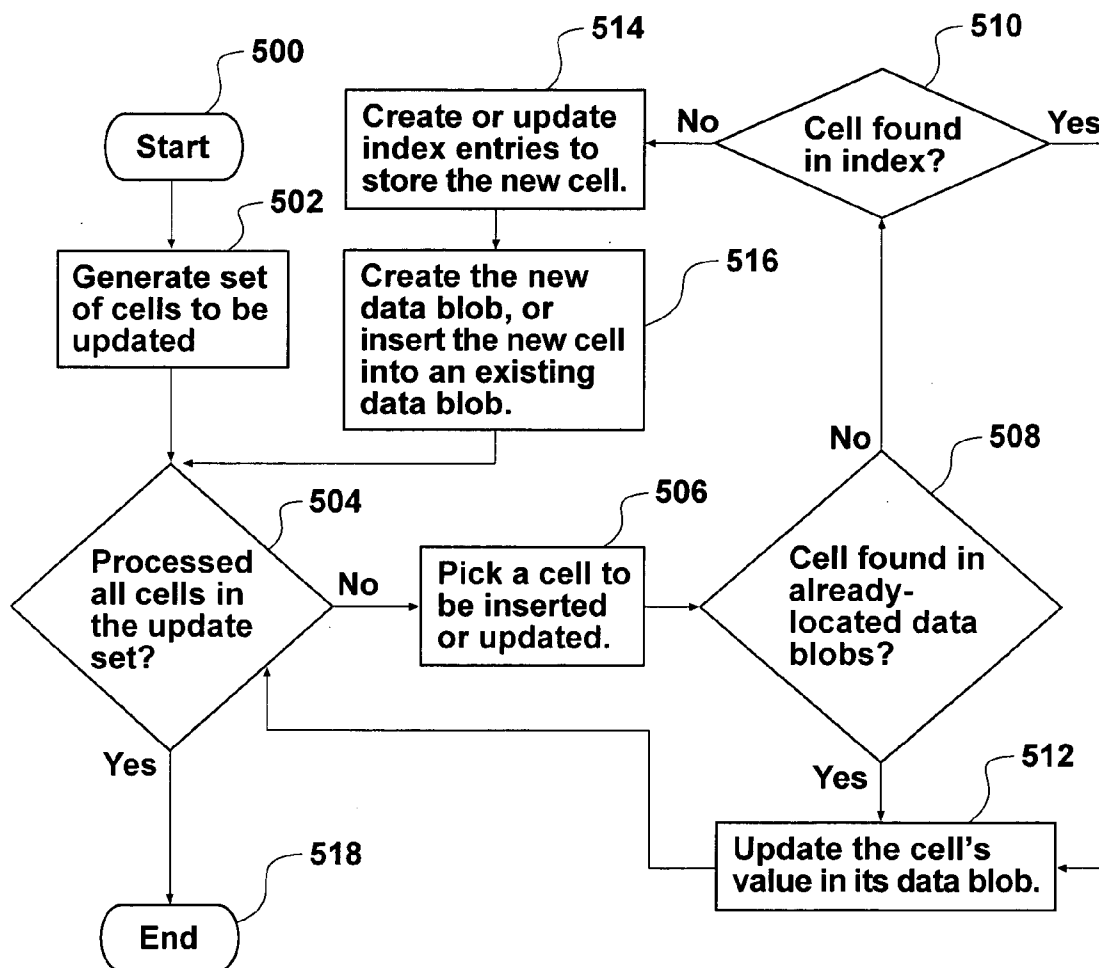 500
Start
502
Generate set
of cells to be
updated
514
Create or update
index entries to
store the new cell.
516
Create the new
data blob, or
insert the new cell
into an existing
data blob.
510
Cell found
in index?
No
Yes
504
Processed
all cells in
the update
set?
No
Yes
506
Pick a cell to
be inserted
or updated.
508
Cell found in
already-
located data
blobs?
No
Yes
512
Update the cell's
value in its data blob.
518
End